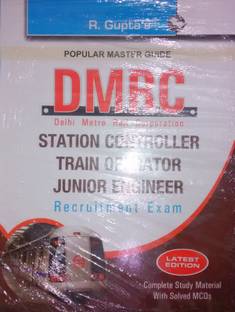 R. Gupta's
POPULAR MASTER GUIDE
DMRC
Delhi Metro Rail Corporation
STATION CONTROLLER
TRAIN OPERATOR
JUNIOR ENGINEER
Recruitment Exam
LATEST
EDITION
Complete Study Material
With Solved MCQs